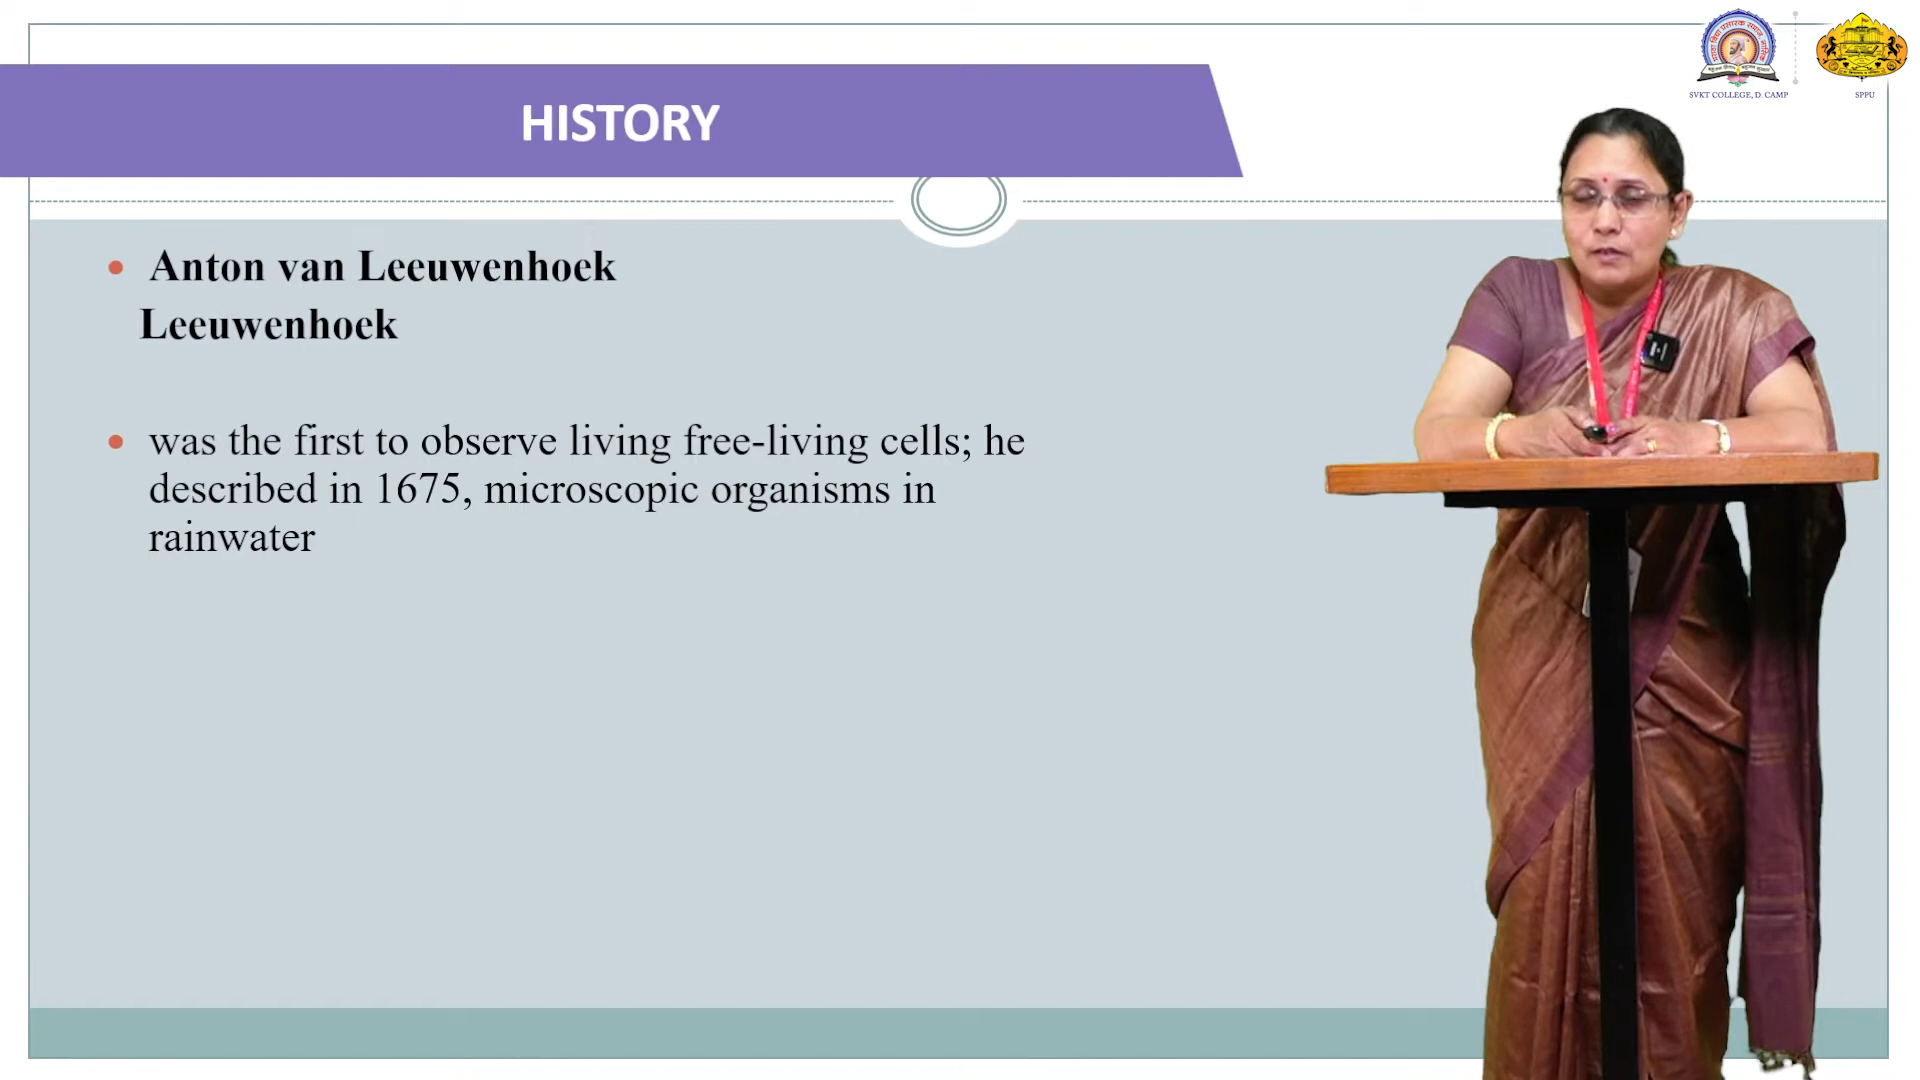 HISTORY
SVKT COLLEGE, D. CAMP
SPPU
Anton van Leeuwenhoek
Leeuwenhoek
was the first to observe living free-living cells; he
described in 1675, microscopic organisms in
rainwater